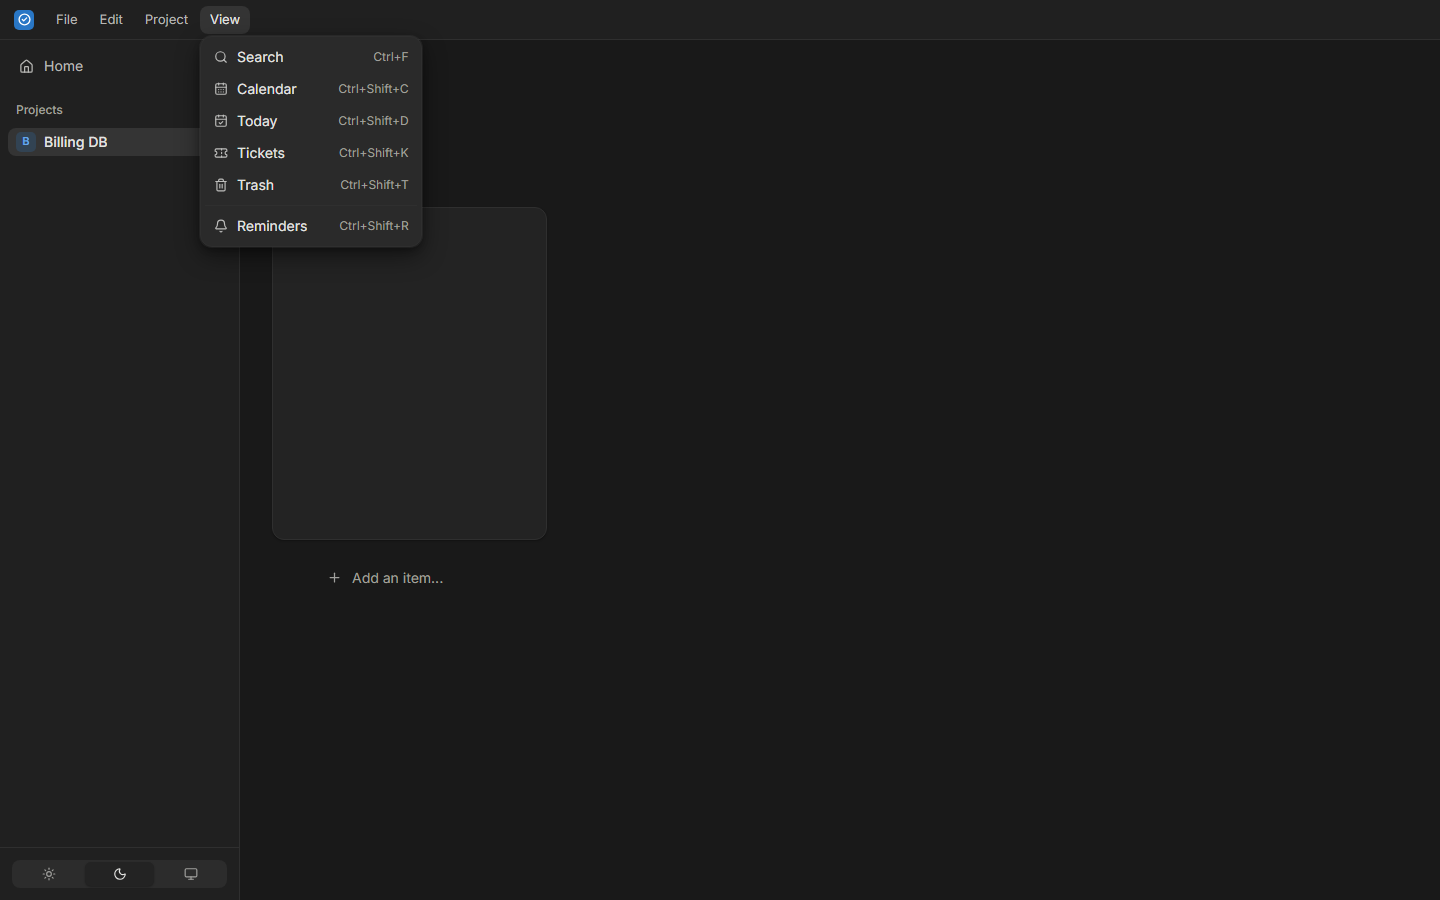 File Edit Project View
Search Ctrl+F
Calendar Ctrl+Shift+C
Today Ctrl+Shift+D
Tickets Ctrl+Shift+K
Trash Ctrl+Shift+T
Reminders Ctrl+Shift+R
Home
Projects
B Billing DB
Add an item...